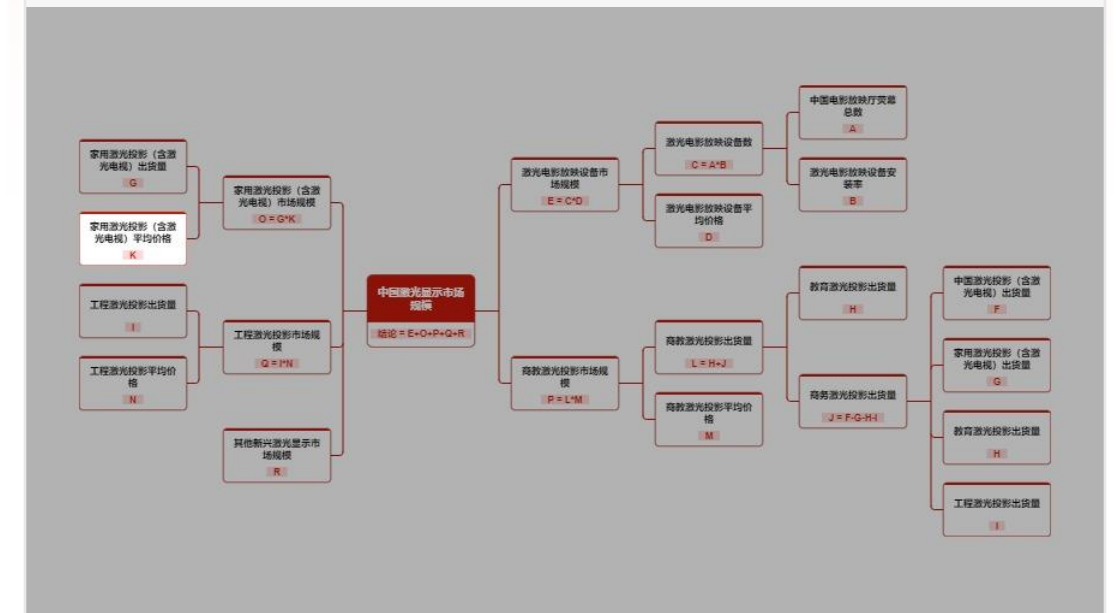 中国电影放映厅荧幕
总数
A
激光电影放映设备数
C = A*B
激光电影放映设备安
装率
B
激光电影放映设备市
场规模
E = C*D
激光电影放映设备平
均价格
D
家用激光投影（含激
光电视）出货量
G
家用激光投影（含激
光电视）市场规模
O = G*K
家用激光投影（含激
光电视）平均价格
K
中国激光显示市场
规模
结论 = E+O+P+Q+R
工程激光投影出货量
I
工程激光投影市场规
模
Q = I*N
工程激光投影平均价
格
N
其他新兴激光显示市
场规模
R
商教激光投影市场规
模
P = L*M
商教激光投影出货量
L = H+J
商教激光投影平均价
格
M
教育激光投影出货量
H
商务激光投影出货量
J = F-G-H-I
中国激光投影（含激
光电视）出货量
F
家用激光投影（含激
光电视）出货量
G
教育激光投影出货量
H
工程激光投影出货量
I